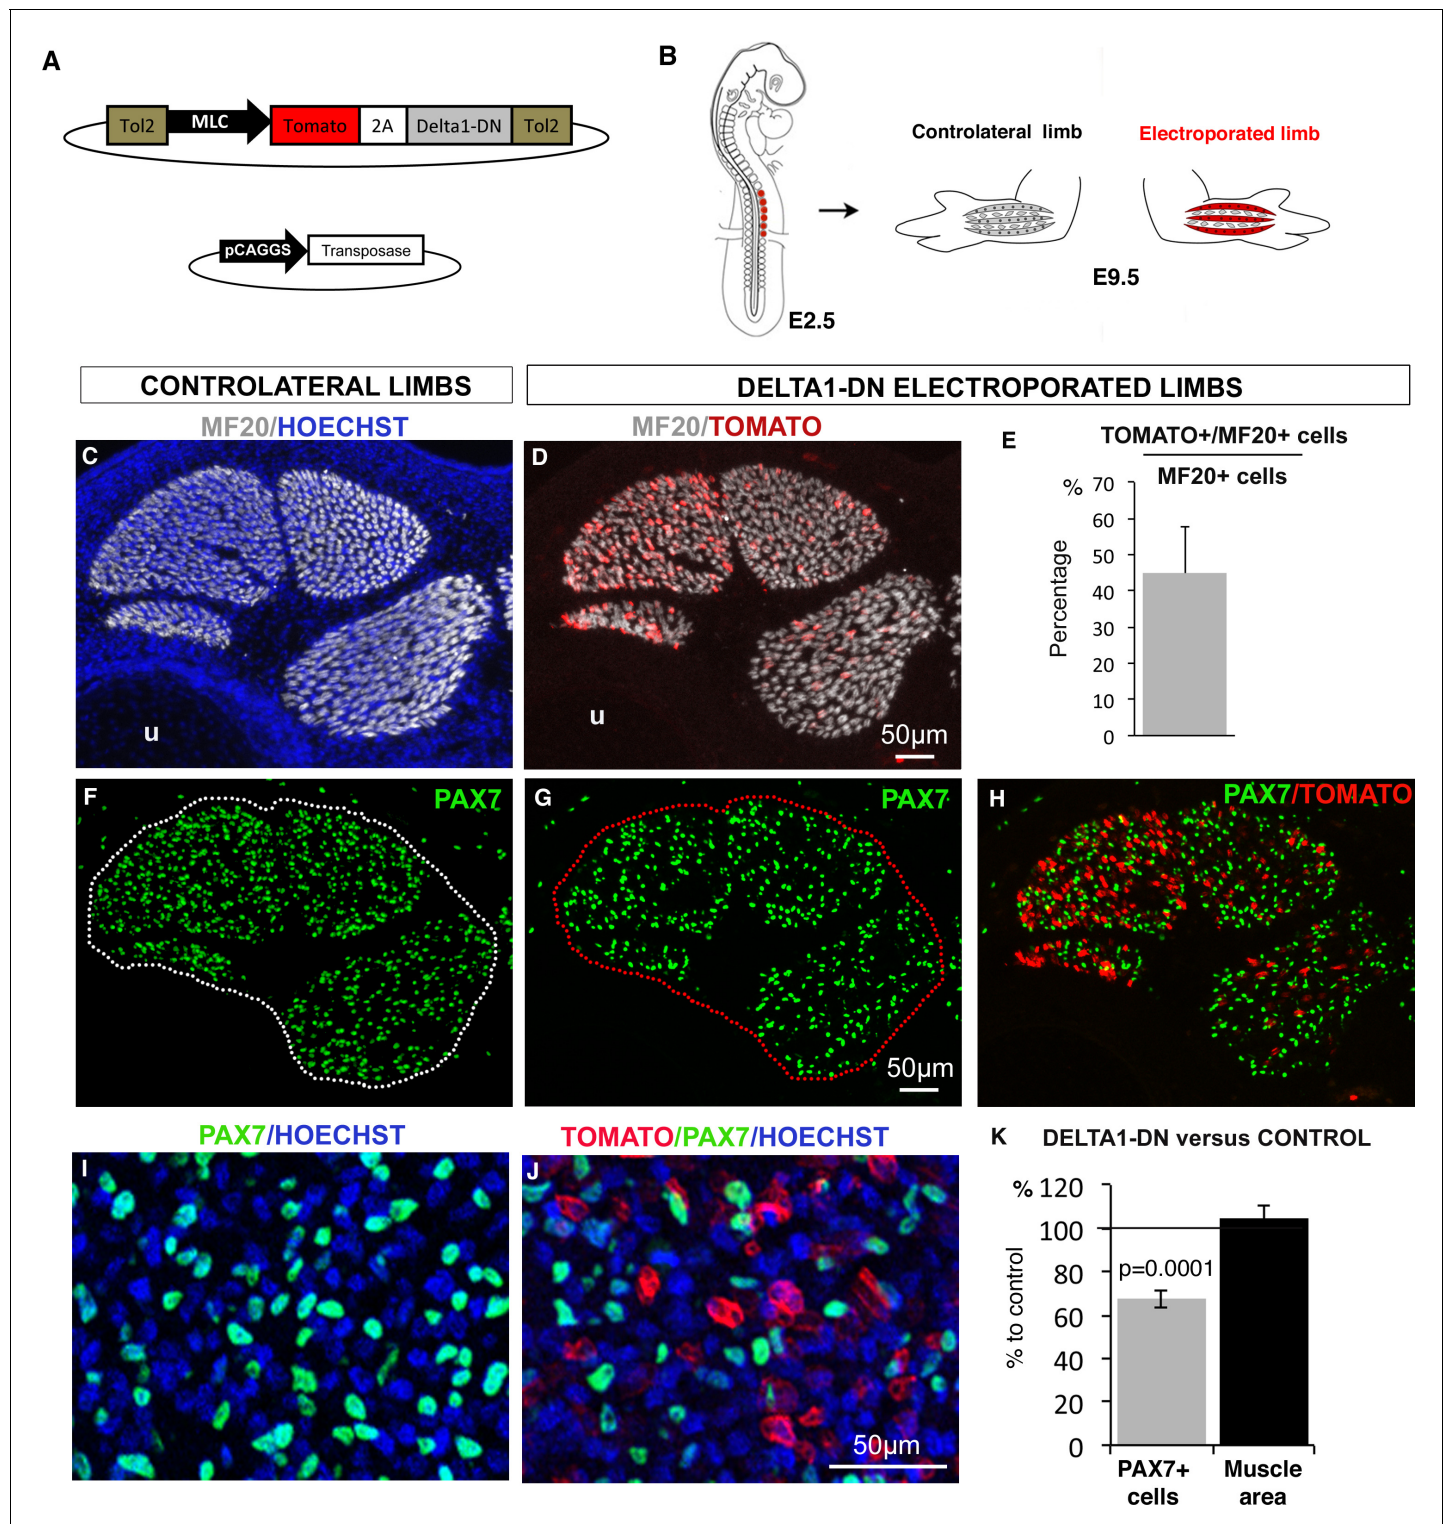 A
Tol2 MLC Tomato 2A Delta1-DN Tol2
pCAGGS Transposase
B
Controlateral limb
Electroporated limb
E2.5
E9.5
CONTROLATERAL LIMBS
DELTA1-DN ELECTROPORATED LIMBS
MF20/HOECHST
C
u
MF20/TOMATO
D
u
50µm
E
TOMATO+/MF20+ cells
MF20+ cells
%
70
60
50
40
30
20
10
0
Percentage
F
PAX7
G
PAX7
50µm
H
PAX7/TOMATO
PAX7/HOECHST
I
TOMATO/PAX7/HOECHST
J
50µm
K
DELTA1-DN versus CONTROL
% 120
100
80
60
40
20
0
% to control
p=0.0001
PAX7+
cells
Muscle
area